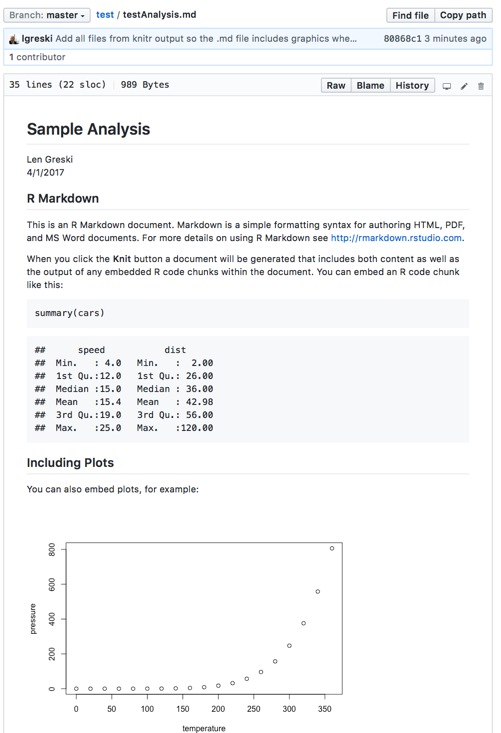 Branch: master test / testAnalysis.md Find file Copy path
lgreski Add all files from knitr output so the .md file includes graphics whe... 80868c1 3 minutes ago
1 contributor
35 lines (22 sloc) 989 Bytes Raw Blame History
Sample Analysis
Len Greski
4/1/2017
R Markdown
This is an R Markdown document. Markdown is a simple formatting syntax for authoring HTML, PDF,
and MS Word documents. For more details on using R Markdown see http://rmarkdown.rstudio.com.
When you click the Knit button a document will be generated that includes both content as well as
the output of any embedded R code chunks within the document. You can embed an R code chunk
like this:
summary(cars)
##      speed           dist
##  Min.   : 4.0   Min.   :  2.00
##  1st Qu.:12.0   1st Qu.: 26.00
##  Median :15.0   Median : 36.00
##  Mean   :15.4   Mean   : 42.98
##  3rd Qu.:19.0   3rd Qu.: 56.00
##  Max.   :25.0   Max.   :120.00
Including Plots
You can also embed plots, for example:
800
600
400
200
0
pressure
0 50 100 150 200 250 300 350
temperature